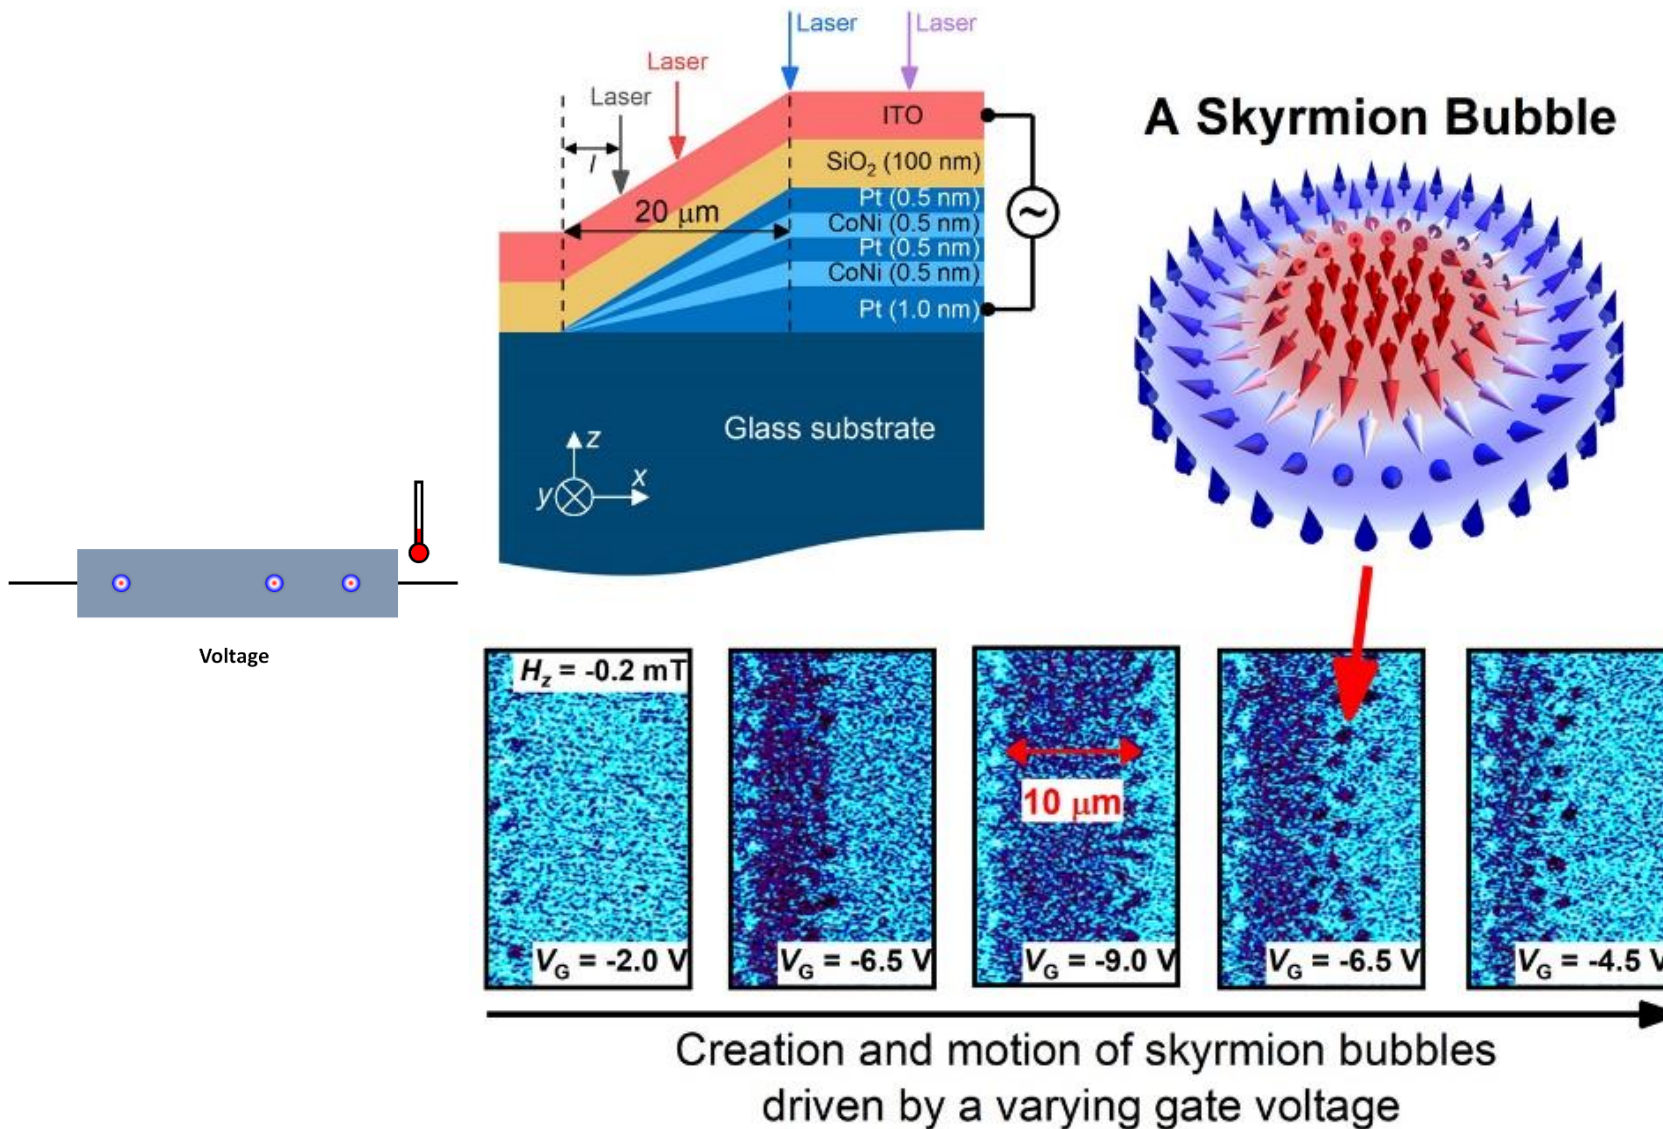 Laser
Laser
Laser
Laser
l
20 μm
ITO
SiO₂ (100 nm)
Pt (0.5 nm)
CoNi (0.5 nm)
Pt (0.5 nm)
CoNi (0.5 nm)
Pt (1.0 nm)
~
Glass substrate
z
y
x
A Skyrmion Bubble
Voltage
Hz = -0.2 mT
VG = -2.0 V
VG = -6.5 V
10 μm
VG = -9.0 V
VG = -6.5 V
VG = -4.5 V
Creation and motion of skyrmion bubbles
driven by a varying gate voltage